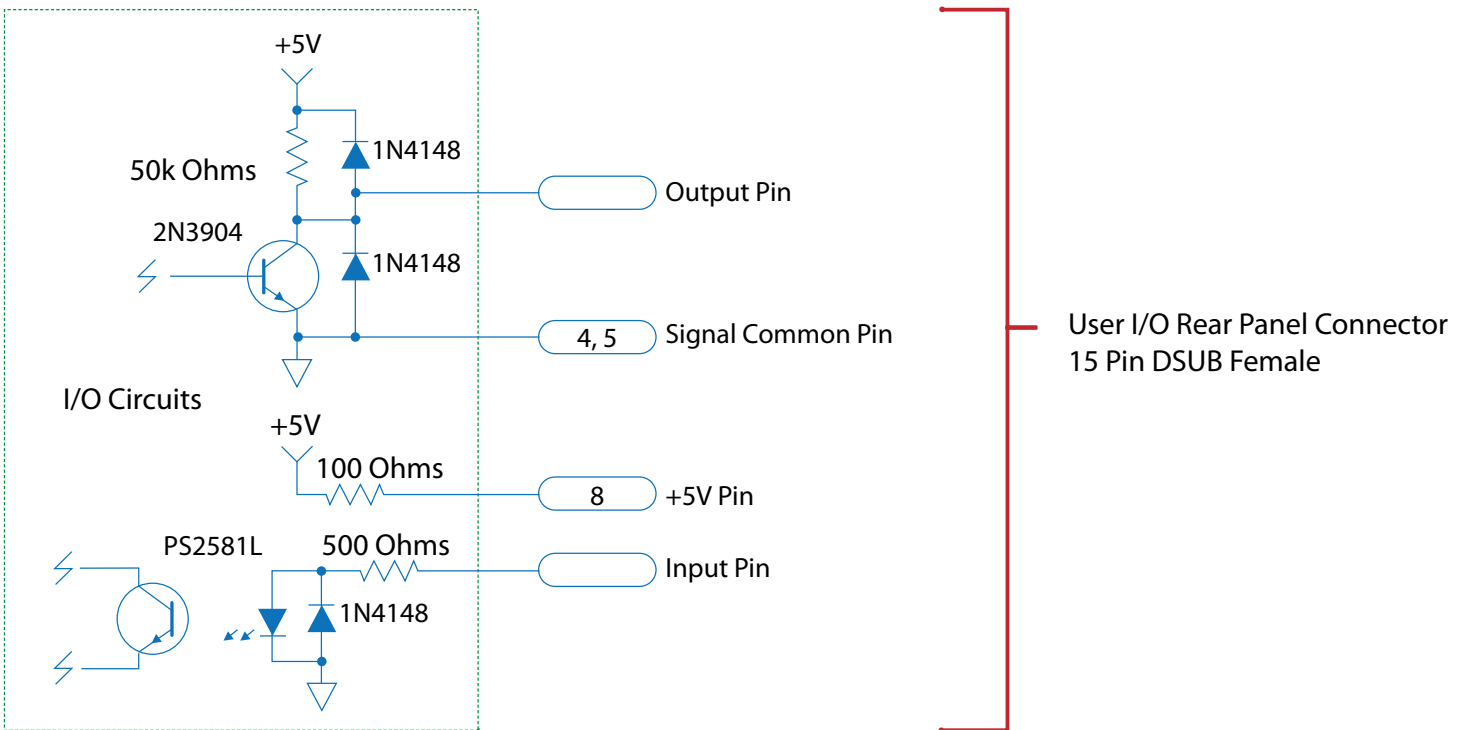 +5V
1N4148
50k Ohms
Output Pin
2N3904
1N4148
4, 5
Signal Common Pin
User I/O Rear Panel Connector
15 Pin DSUB Female
I/O Circuits
+5V
100 Ohms
8
+5V Pin
PS2581L
500 Ohms
Input Pin
1N4148